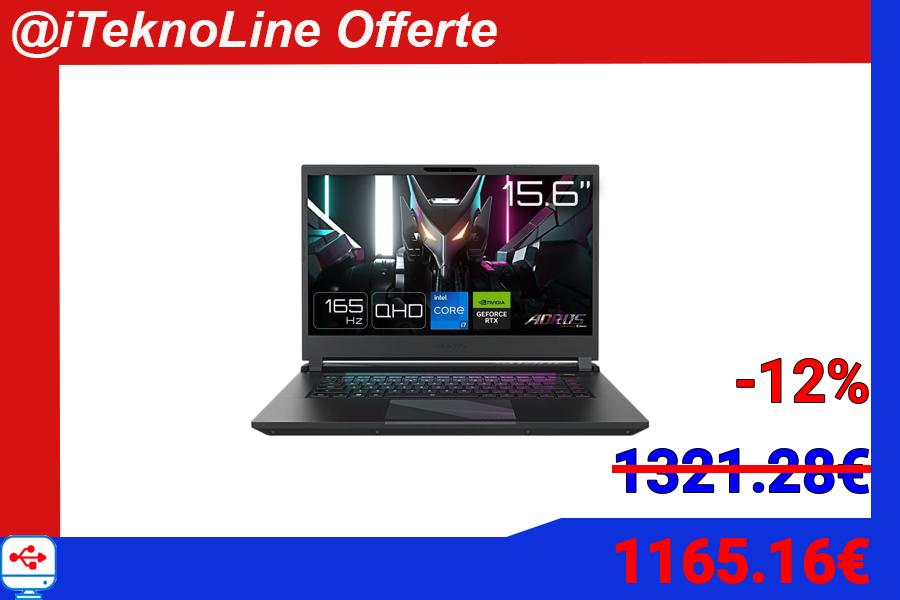 @iTeknoLine Offerte
15.6”
165
Hz
QHD
intel
CORE
i7
NVIDIA
GEFORCE
RTX
AORUS
-12%
1321.28€
1165.16€